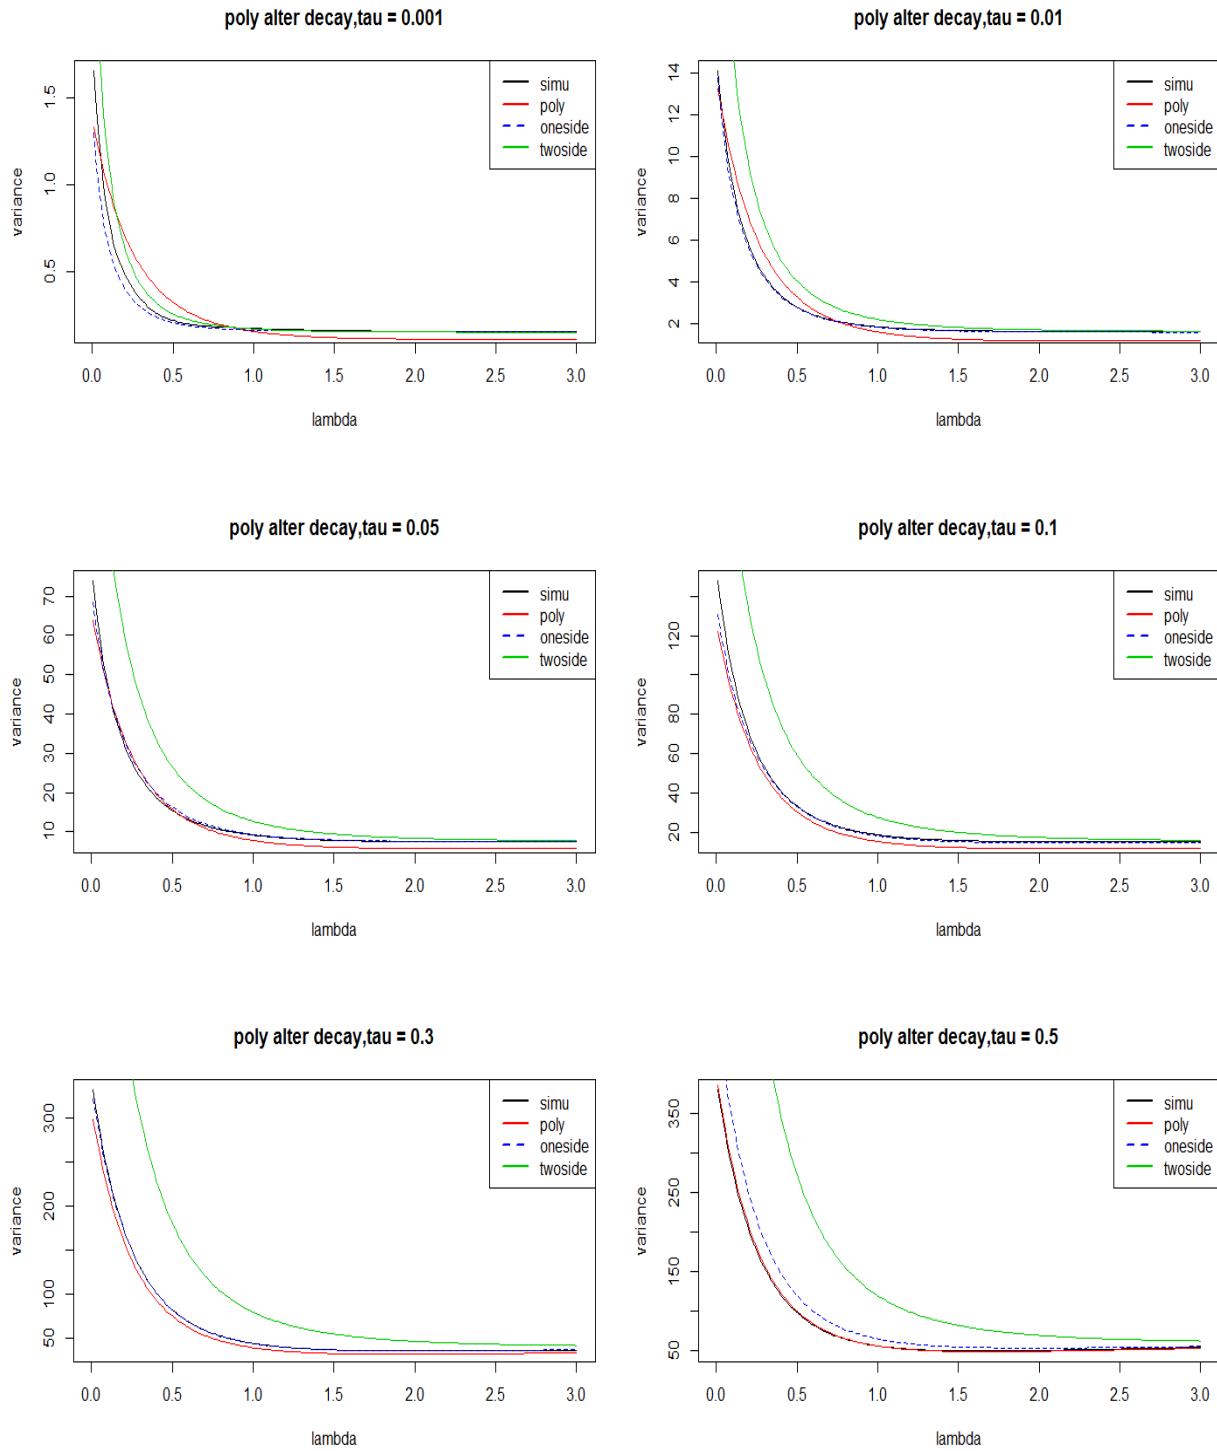 poly alter decay,tau = 0.001
variance
0.5 1.0 1.5
simu
poly
oneside
twoside
0.0 0.5 1.0 1.5 2.0 2.5 3.0
lambda
poly alter decay,tau = 0.01
variance
2 4 6 8 10 12 14
simu
poly
oneside
twoside
0.0 0.5 1.0 1.5 2.0 2.5 3.0
lambda
poly alter decay,tau = 0.05
variance
10 20 30 40 50 60 70
simu
poly
oneside
twoside
0.0 0.5 1.0 1.5 2.0 2.5 3.0
lambda
poly alter decay,tau = 0.1
variance
20 40 60 80 120
simu
poly
oneside
twoside
0.0 0.5 1.0 1.5 2.0 2.5 3.0
lambda
poly alter decay,tau = 0.3
variance
50 100 200 300
simu
poly
oneside
twoside
0.0 0.5 1.0 1.5 2.0 2.5 3.0
lambda
poly alter decay,tau = 0.5
variance
50 150 250 350
simu
poly
oneside
twoside
0.0 0.5 1.0 1.5 2.0 2.5 3.0
lambda